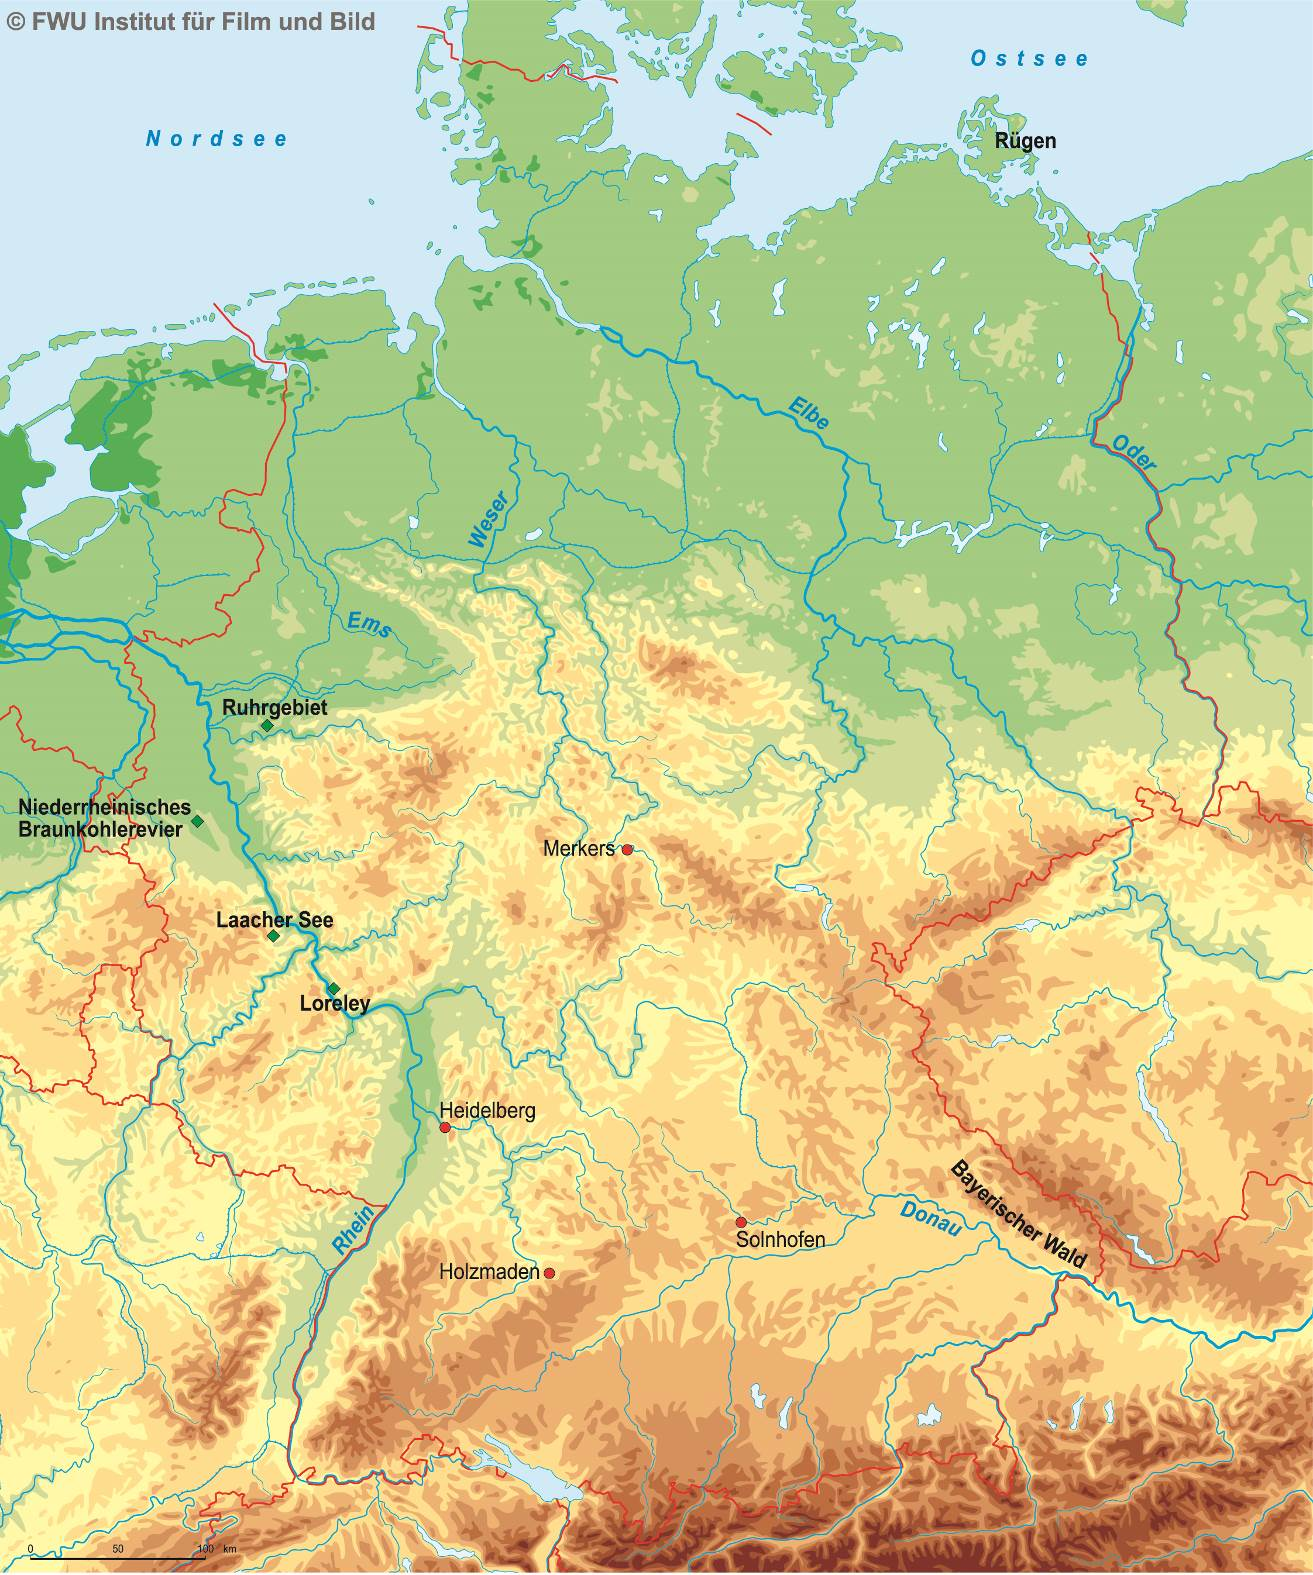 © FWU Institut für Film und Bild
Ostsee
Nordsee
Rügen
Elbe
Oder
Weser
Ems
Ruhrgebiet
Niederrheinisches
Braunkohlerevier
Merkers
Laacher See
Loreley
Heidelberg
Bayerischer Wald
Rhein
Donau
Solnhofen
Holzmaden
0 50 100 km